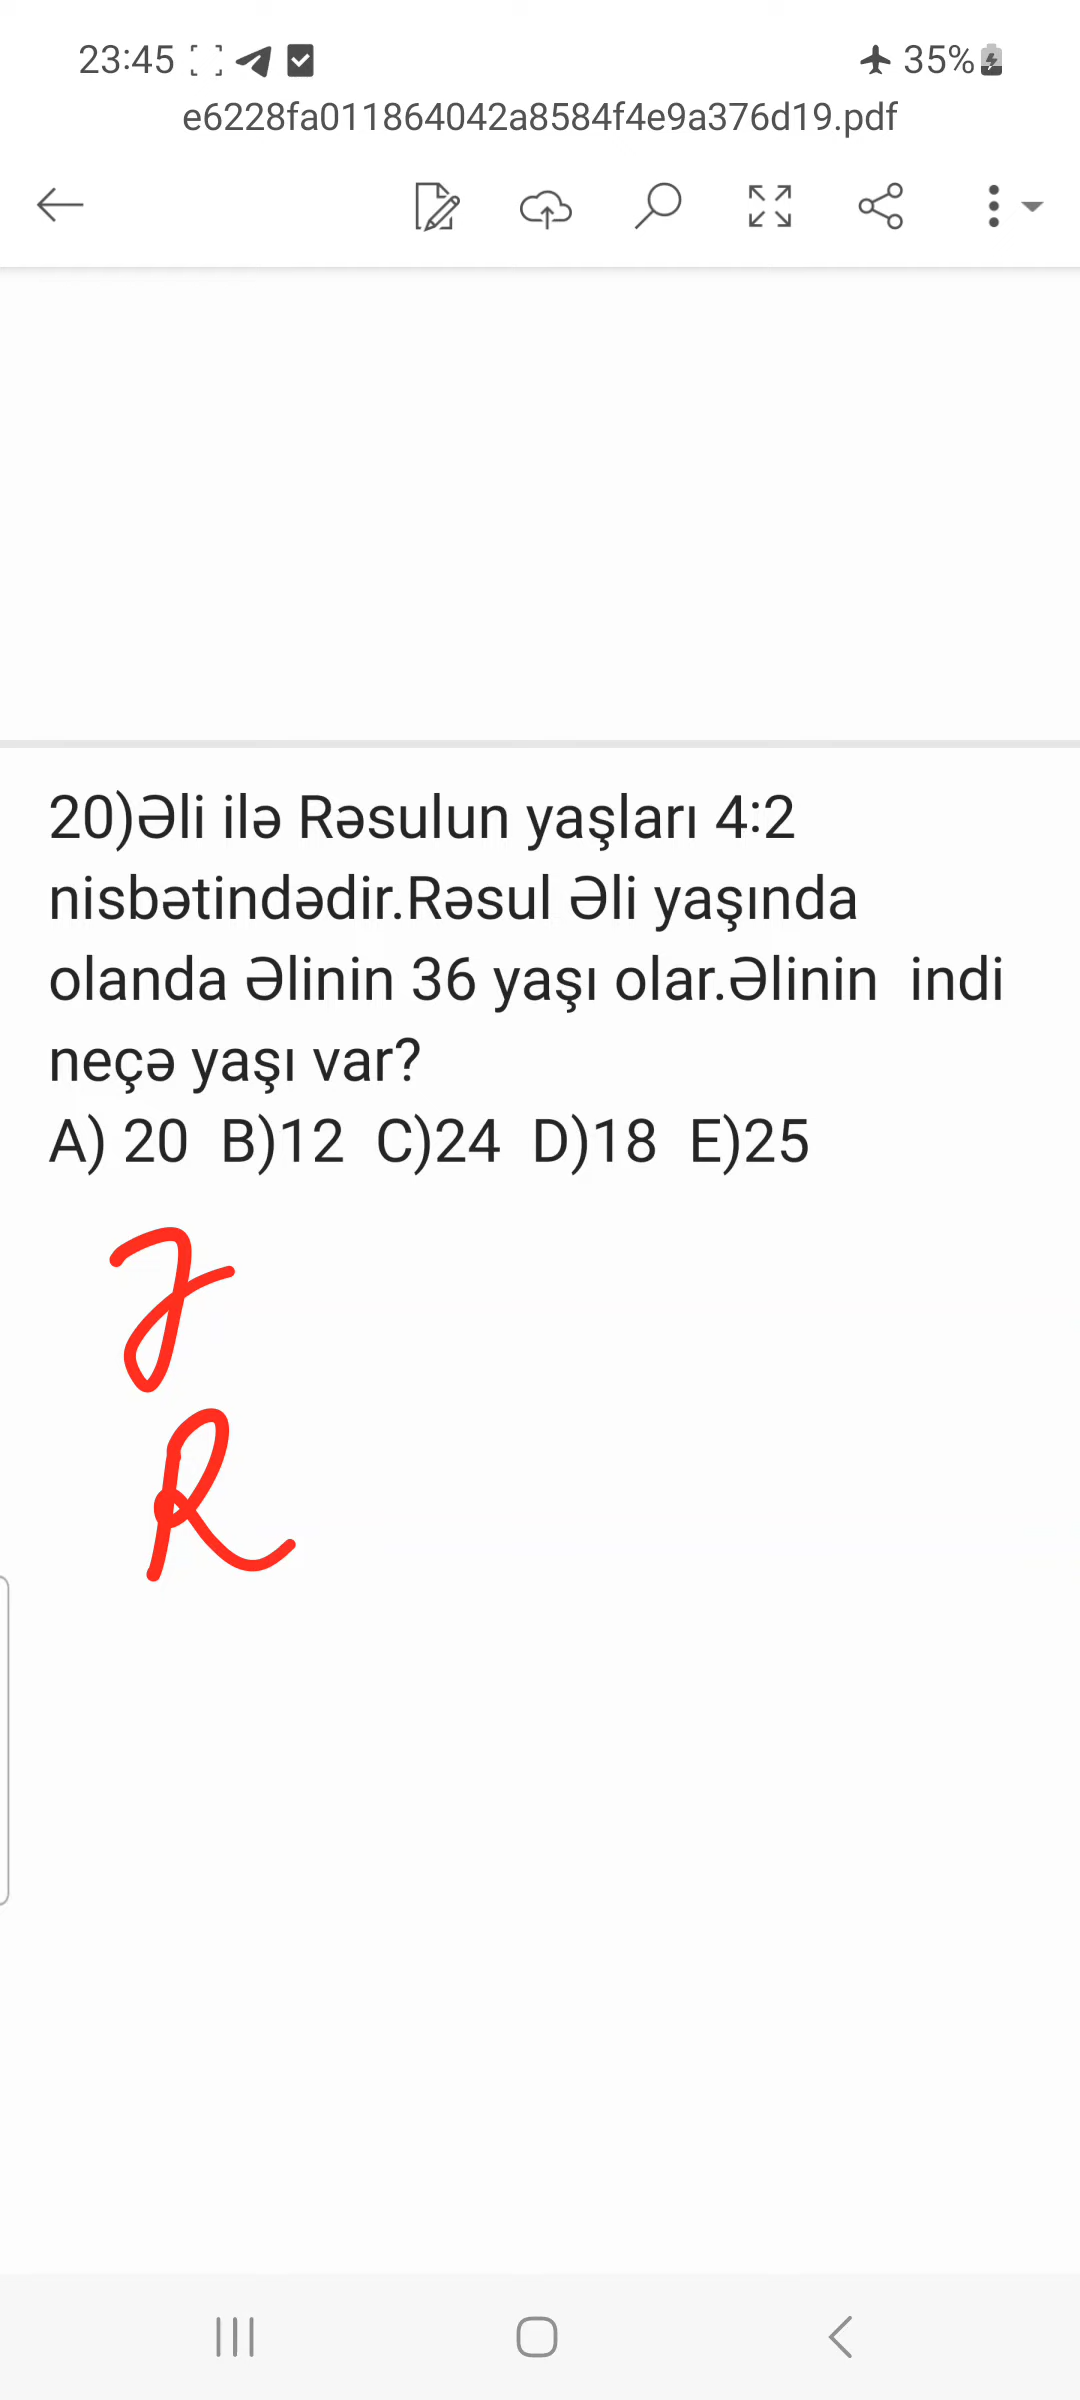 23:45 35%
e6228fa011864042a8584f4e9a376d19.pdf
20)Əli ilə Rəsulun yaşları 4:2
nisbətindədir.Rəsul Əli yaşında
olanda Əlinin 36 yaşı olar.Əlinin  indi
neçə yaşı var?
A) 20  B)12  C)24  D)18  E)25
Ə
R